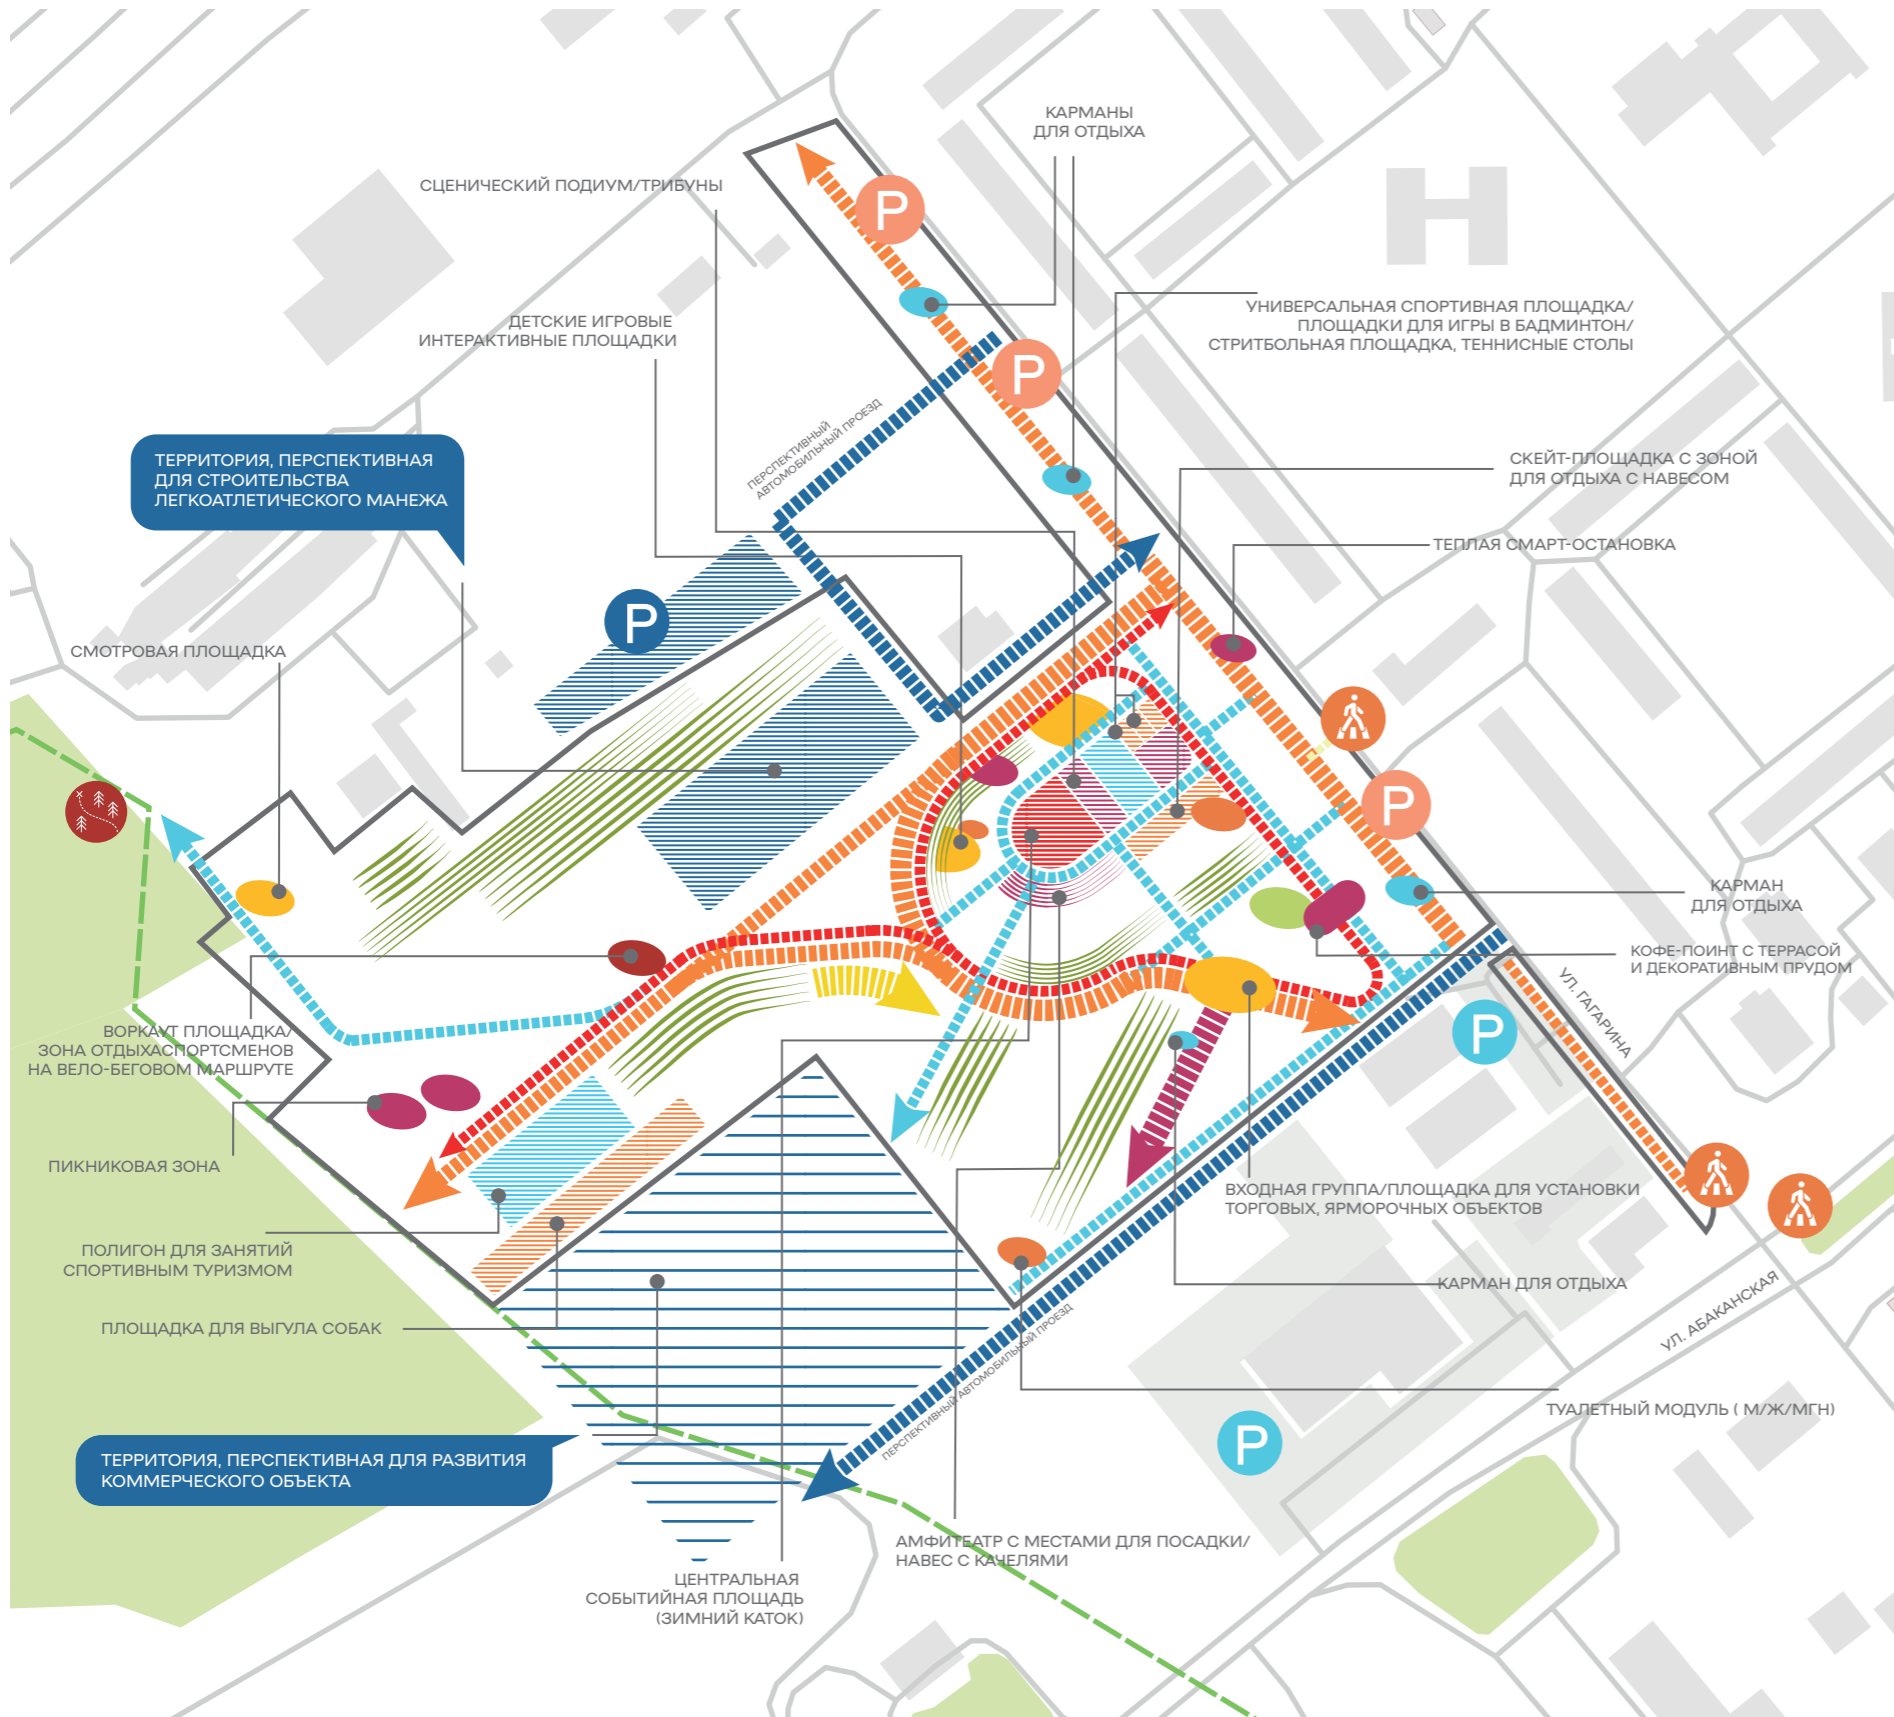 КАРМАНЫ
ДЛЯ ОТДЫХА
СЦЕНИЧЕСКИЙ ПОДИУМ/ТРИБУНЫ
P
УНИВЕРСАЛЬНАЯ СПОРТИВНАЯ ПЛОЩАДКА/
ПЛОЩАДКИ ДЛЯ ИГРЫ В БАДМИНТОН/
СТРИТБОЛЬНАЯ ПЛОЩАДКА, ТЕННИСНЫЕ СТОЛЫ
ДЕТСКИЕ ИГРОВЫЕ
ИНТЕРАКТИВНЫЕ ПЛОЩАДКИ
P
ПЕРСПЕКТИВНЫЙ
АВТОМОБИЛЬНЫЙ ПРОЕЗД
ТЕРРИТОРИЯ, ПЕРСПЕКТИВНАЯ
ДЛЯ СТРОИТЕЛЬСТВА
ЛЕГКОАТЛЕТИЧЕСКОГО МАНЕЖА
СКЕЙТ-ПЛОЩАДКА С ЗОНОЙ
ДЛЯ ОТДЫХА С НАВЕСОМ
ТЕПЛАЯ СМАРТ-ОСТАНОВКА
P
СМОТРОВАЯ ПЛОЩАДКА
P
КАРМАН
ДЛЯ ОТДЫХА
КОФЕ-ПОИНТ С ТЕРРАСОЙ
И ДЕКОРАТИВНЫМ ПРУДОМ
УЛ. ГАГАРИНА
P
ВОРКАУТ ПЛОЩАДКА/
ЗОНА ОТДЫХАСПОРТСМЕНОВ
НА ВЕЛО-БЕГОВОМ МАРШРУТЕ
ПИКНИКОВАЯ ЗОНА
ВХОДНАЯ ГРУППА/ПЛОЩАДКА ДЛЯ УСТАНОВКИ
ТОРГОВЫХ, ЯРМОРОЧНЫХ ОБЪЕКТОВ
ПОЛИГОН ДЛЯ ЗАНЯТИЙ
СПОРТИВНЫМ ТУРИЗМОМ
КАРМАН ДЛЯ ОТДЫХА
УЛ. АБАКАНСКАЯ
ПЛОЩАДКА ДЛЯ ВЫГУЛА СОБАК
ПЕРСПЕКТИВНЫЙ АВТОМОБИЛЬНЫЙ ПРОЕЗД
ТУАЛЕТНЫЙ МОДУЛЬ ( М/Ж/МГН)
P
ТЕРРИТОРИЯ, ПЕРСПЕКТИВНАЯ ДЛЯ РАЗВИТИЯ
КОММЕРЧЕСКОГО ОБЪЕКТА
АМФИТЕАТР С МЕСТАМИ ДЛЯ ПОСАДКИ/
НАВЕС С КАЧЕЛЯМИ
ЦЕНТРАЛЬНАЯ
СОБЫТИЙНАЯ ПЛОЩАДЬ
(ЗИМНИЙ КАТОК)